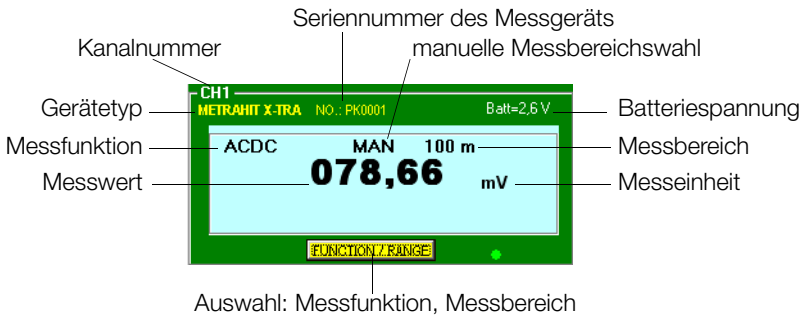 Seriennummer des Messgeräts
Kanalnummer
manuelle Messbereichswahl
CH1
Gerätetyp
METRAHIT X-TRA NO.: PK0001
Batt=2,6 V
Batteriespannung
Messfunktion
ACDC MAN 100 m
Messbereich
Messwert
078,66 mV
Messeinheit
FUNCTION / RANGE
Auswahl: Messfunktion, Messbereich